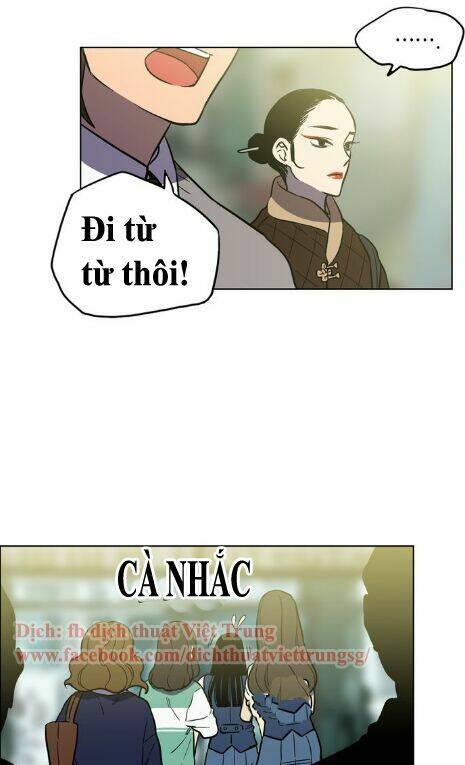 .......
Đi từ
từ thôi!
CÀ NHẮC
Dịch: fb dịch thuật Việt Trung
www.facebook.com/dichthuatviettrungsg/